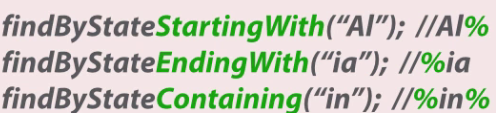 findByStateStartingWith(“Al”); //Al%
findByStateEndingWith(“ia”); //%ia
findByStateContaining(“in”); //%in%